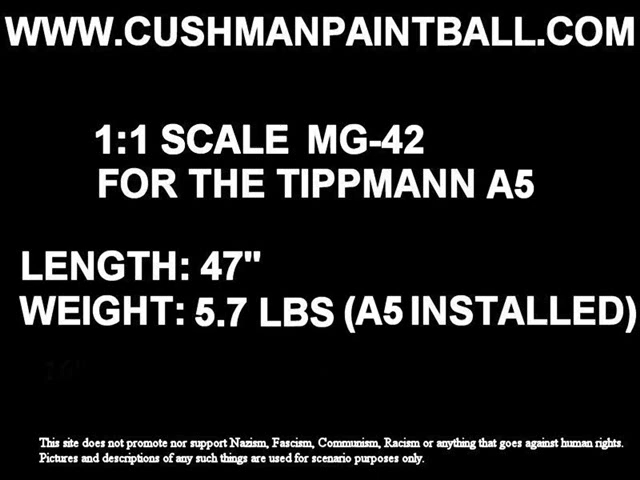 WWW.CUSHMANPAINTBALL.COM
1:1 SCALE MG-42
FOR THE TIPPMANN A5
LENGTH: 47"
WEIGHT: 5.7 LBS (A5 INSTALLED)
This site does not promote nor support Nazism, Fascism, Communism, Racism or anything that goes against human rights.
Pictures and descriptions of any such things are used for scenario purposes only.